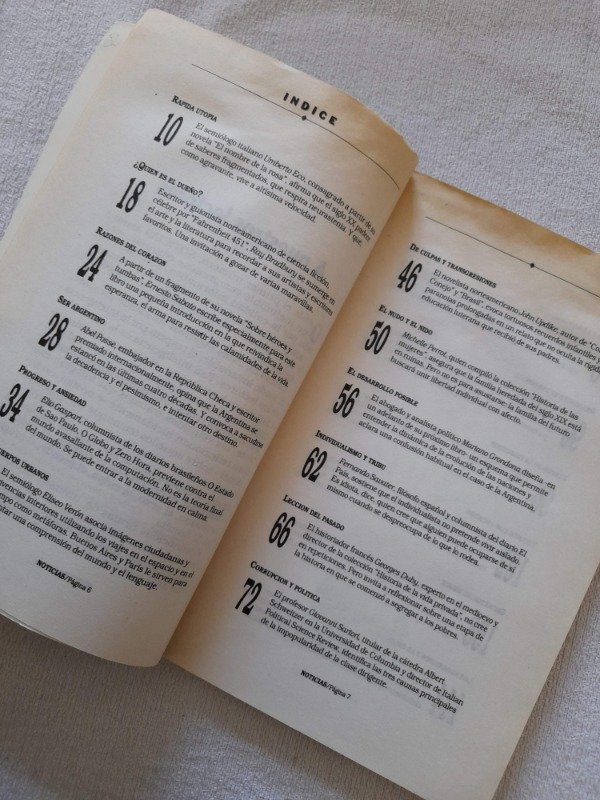 INDICE
RAPIDA UTOPIA
10
El semiólogo italiano Umberto Eco, consagrado a partir de su
novela "El nombre de la rosa" afirma que el siglo XX padece
de saberes fragmentados, que respira neurastenia. Y que,
como agravante, vive a altísima velocidad.
¿QUIEN ES EL DUEÑO?
18
Escritor y guionista norteamericano de ciencia ficción,
célebre por "Fahrenheit 451", Ray Bradbury se sumerge en
el arte y la literatura para recordar a sus artistas y escritores
favoritos. Una invitación a gozar de varias maravillas.
RAZONES DEL CORAZON
24
A partir de un fragmento de su novela "Sobre héroes y
tumbas", Ernesto Sabato escribe especialmente para este
libro una pequeña introducción en la que reivindica la
esperanza, el arma para resistir las calamidades de la vida.
SER ARGENTINO
28
Abel Posse, embajador en la República Checa y escritor
premiado internacionalmente, opina que la Argentina se
estancó en las últimas cuatro décadas. Y convoca a sacudirse
la decadencia y el pesimismo, e intentar otro destino.
PROGRESO Y ANSIEDAD
34
Elio Gaspari, columnista de los diarios brasileños O Estado
de Sao Paulo, O Globo y Zero Hora, previene contra el
mundo avasallante de la computación. No es la teoría final
del mundo. Se puede entrar a la modernidad en calma.
ERPOS URBANOS
El semiólogo Eliseo Verón asocia imágenes ciudadanas y
vivencias interiores utilizando los viajes en el espacio y en el
mpo como metáforas. Buenos Aires y París le sirven para
tar una comprensión del mundo y el lenguaje.
NOTICIAS/Página 6
DE CULPAS Y TRANSGRESIONES
46
El novelista norteamericano John Updike, autor de "Co
Conejo" y "Brasil", evoca tortuosos recuerdos infantiles y
parábolas prolongadas en un relato que no oculta la rígida
educación luterana que recibió de sus padres.
EL NUDO Y EL NIDO
50
Michelle Perrot, quien compiló la colección "Historia de las
mujeres" augura que la familia heredada del siglo XIX está
en ruinas. Pero no es para asustarse: la familia del futuro
buscará unir libertad individual con afecto.
EL DESARROLLO POSIBLE
56
El abogado y analista político Mariano Grondona diseña -en
un adelanto de su próximo libro- un esquema que permite
entender la dinámica de la evolución de las naciones y
aclara una confusión habitual en el caso de la Argentina.
INDIVIDUALISMO Y TRIBU
62
Fernando Savater, filósofo español y columnista del diario El
País, sostiene que el individualista no pretende vivir aislado.
Es idiota, dice, quien cree que alguien puede ocuparse de sí
mismo cuando se despreocupa de lo que lo rodea.
LECCION DEL PASADO
66
El historiador francés Georges Duby, experto en el medioevo y
director de la colección "Historia de la vida privada", no cree
en repeticiones. Pero invita a reflexionar sobre una etapa de
la historia en que se comenzó a segregar a los pobres.
CORRUPCION Y POLITICA
72
El profesor Giovanni Sartori, titular de la cátedra Albert
Schweitzer en la Universidad de Columbia y director de Italian
Political Science Review, identifica las tres causas principales
de la impopularidad de la clase dirigente.
NOTICIAS/Página 7